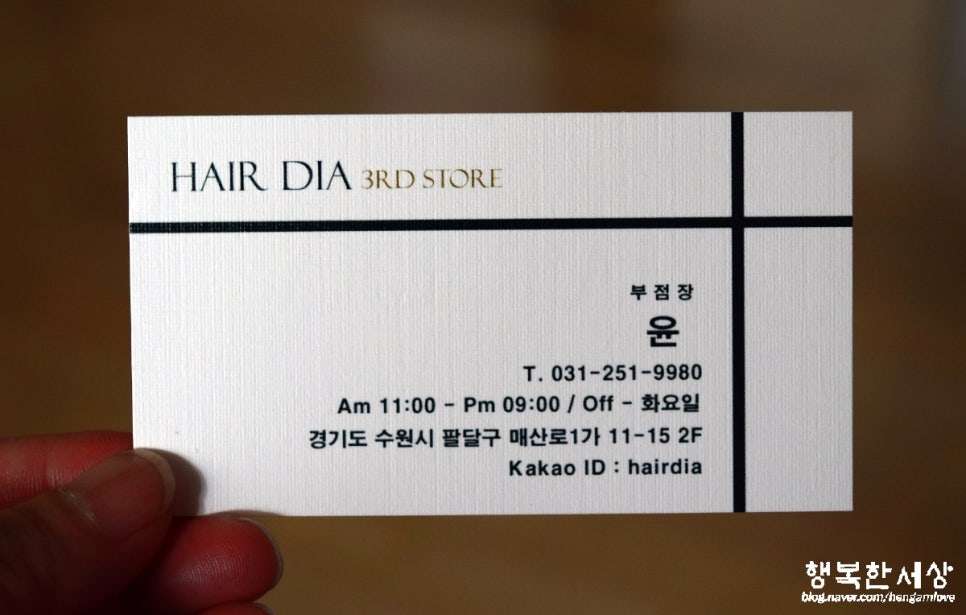 HAIR DIA 3RD STORE
부점장
윤
T. 031-251-9980
Am 11:00 - Pm 09:00 / Off - 화요일
경기도 수원시 팔달구 매산로1가 11-15 2F
Kakao ID : hairdia
행복한세상
blog.naver.com/hengamlove